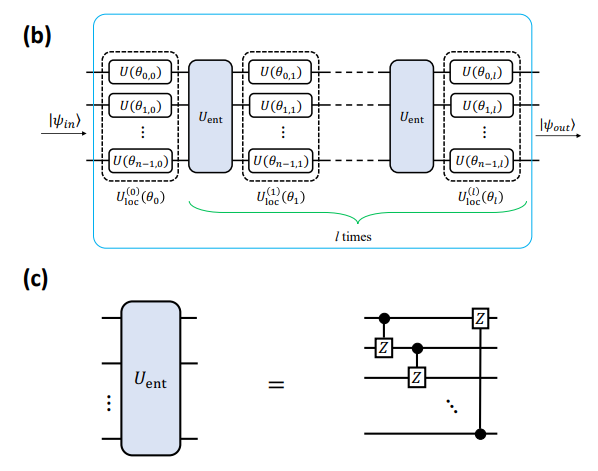 (b)
U(θ0,0) U(θ0,1) U(θ0,l)
U(θ1,0) U(θ1,1) U(θ1,l)
|ψin⟩ ⋮ Uent ⋮ Uent ⋮ |ψout⟩
U(θn−1,0) U(θn−1,1) U(θn−1,l)
U(0)loc(θ0) U(1)loc(θ1) U(l)loc(θl)
l times
(c)
Z
Z
Uent = Z
⋮ ⋱